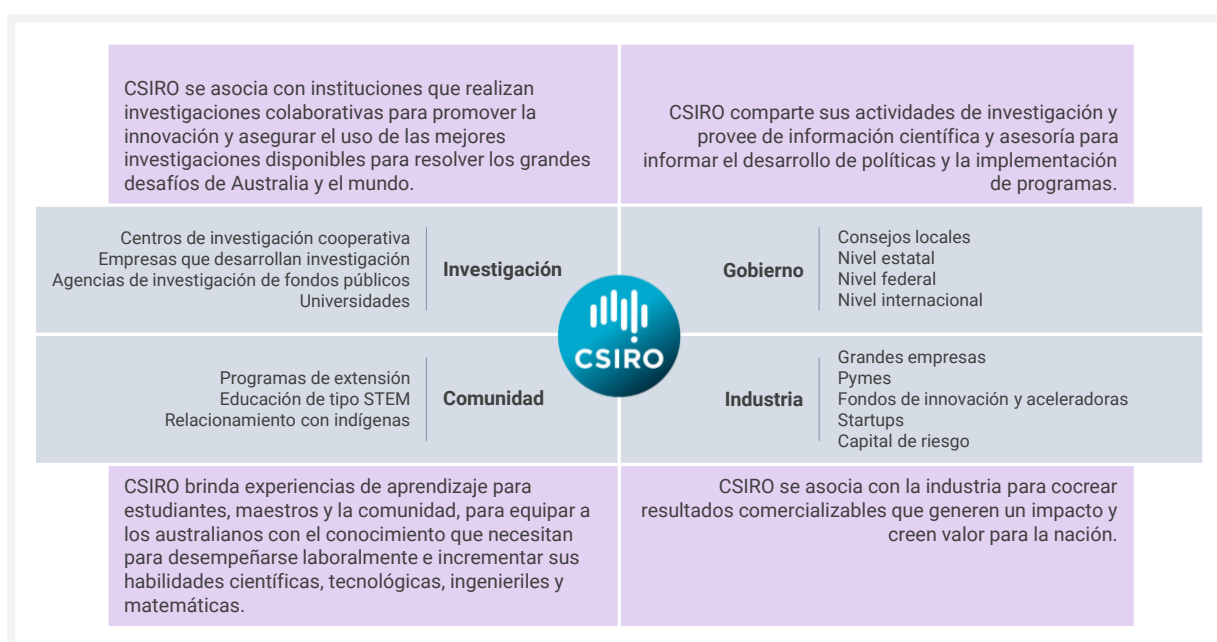 CSIRO se asocia con instituciones que realizan
investigaciones colaborativas para promover la
innovación y asegurar el uso de las mejores
investigaciones disponibles para resolver los grandes
desafíos de Australia y el mundo.
CSIRO comparte sus actividades de investigación y
provee de información científica y asesoría para
informar el desarrollo de políticas y la implementación
de programas.
Centros de investigación cooperativa
Empresas que desarrollan investigación
Agencias de investigación de fondos públicos
Universidades
Investigación
Gobierno
Consejos locales
Nivel estatal
Nivel federal
Nivel internacional
CSIRO
Programas de extensión
Educación de tipo STEM
Relacionamiento con indígenas
Comunidad
Industria
Grandes empresas
Pymes
Fondos de innovación y aceleradoras
Startups
Capital de riesgo
CSIRO brinda experiencias de aprendizaje para
estudiantes, maestros y la comunidad, para equipar a
los australianos con el conocimiento que necesitan
para desempeñarse laboralmente e incrementar sus
habilidades científicas, tecnológicas, ingenieriles y
matemáticas.
CSIRO se asocia con la industria para cocrear
resultados comercializables que generen un impacto y
creen valor para la nación.